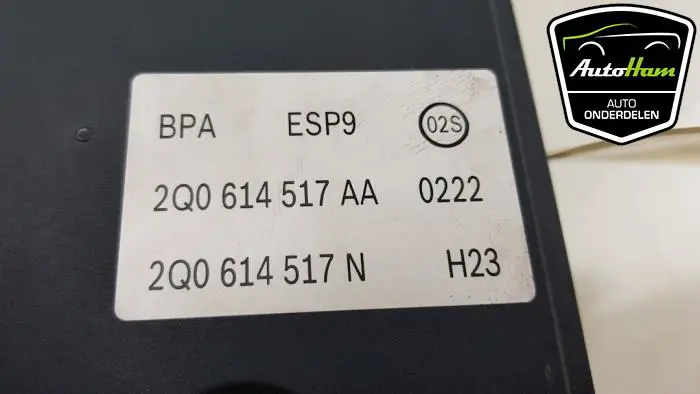 BPA ESP9 02S
2Q0 614 517 AA 0222
2Q0 614 517 N H23
AutoHam
AUTO
ONDERDELEN